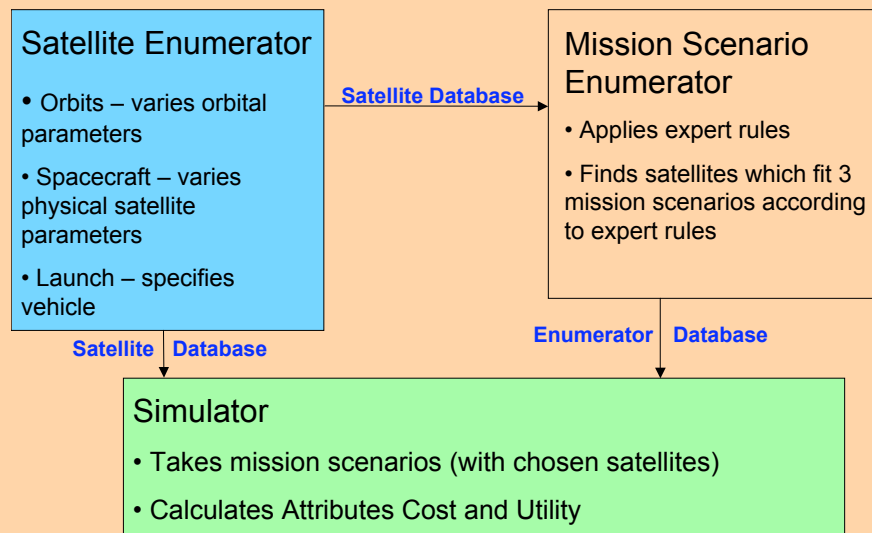 Satellite Enumerator
• Orbits – varies orbital
parameters
• Spacecraft – varies
physical satellite
parameters
• Launch – specifies
vehicle
Satellite Database
Mission Scenario
Enumerator
• Applies expert rules
• Finds satellites which fit 3
mission scenarios according
to expert rules
Satellite Database
Enumerator Database
Simulator
• Takes mission scenarios (with chosen satellites)
• Calculates Attributes Cost and Utility